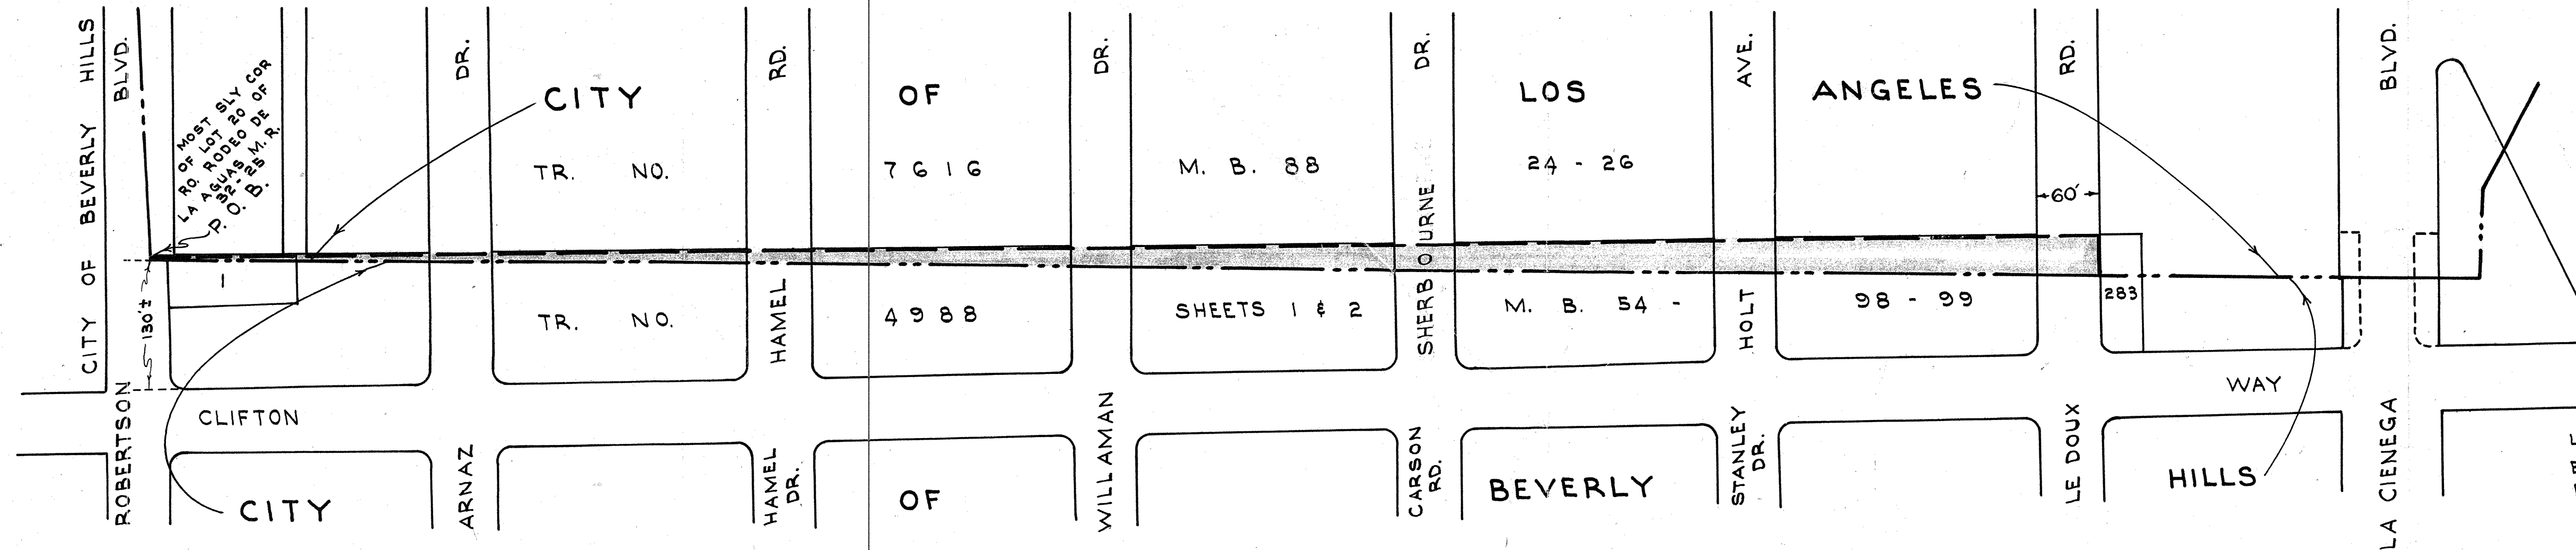 CITY OF BEVERLY HILLS
ROBERTSON BLVD.
MOST SLY COR
OF LOT 20 OF
RO. RODEO DE
LA AGUAS M. R.
P. O. B.
130'±
1
CITY OF LOS ANGELES
TR. NO. 7616 M. B. 88 24 - 26
TR. NO. 4988 SHEETS 1 & 2 M. B. 54 - 98 - 99
60'
283
ARNAZ DR.
HAMEL RD.
HAMEL DR.
WILLAMAN DR.
SHERBOURNE DR.
CARSON RD.
HOLT AVE.
STANLEY DR.
LE DOUX RD.
LA CIENEGA BLVD.
CLIFTON WAY
CITY OF BEVERLY HILLS